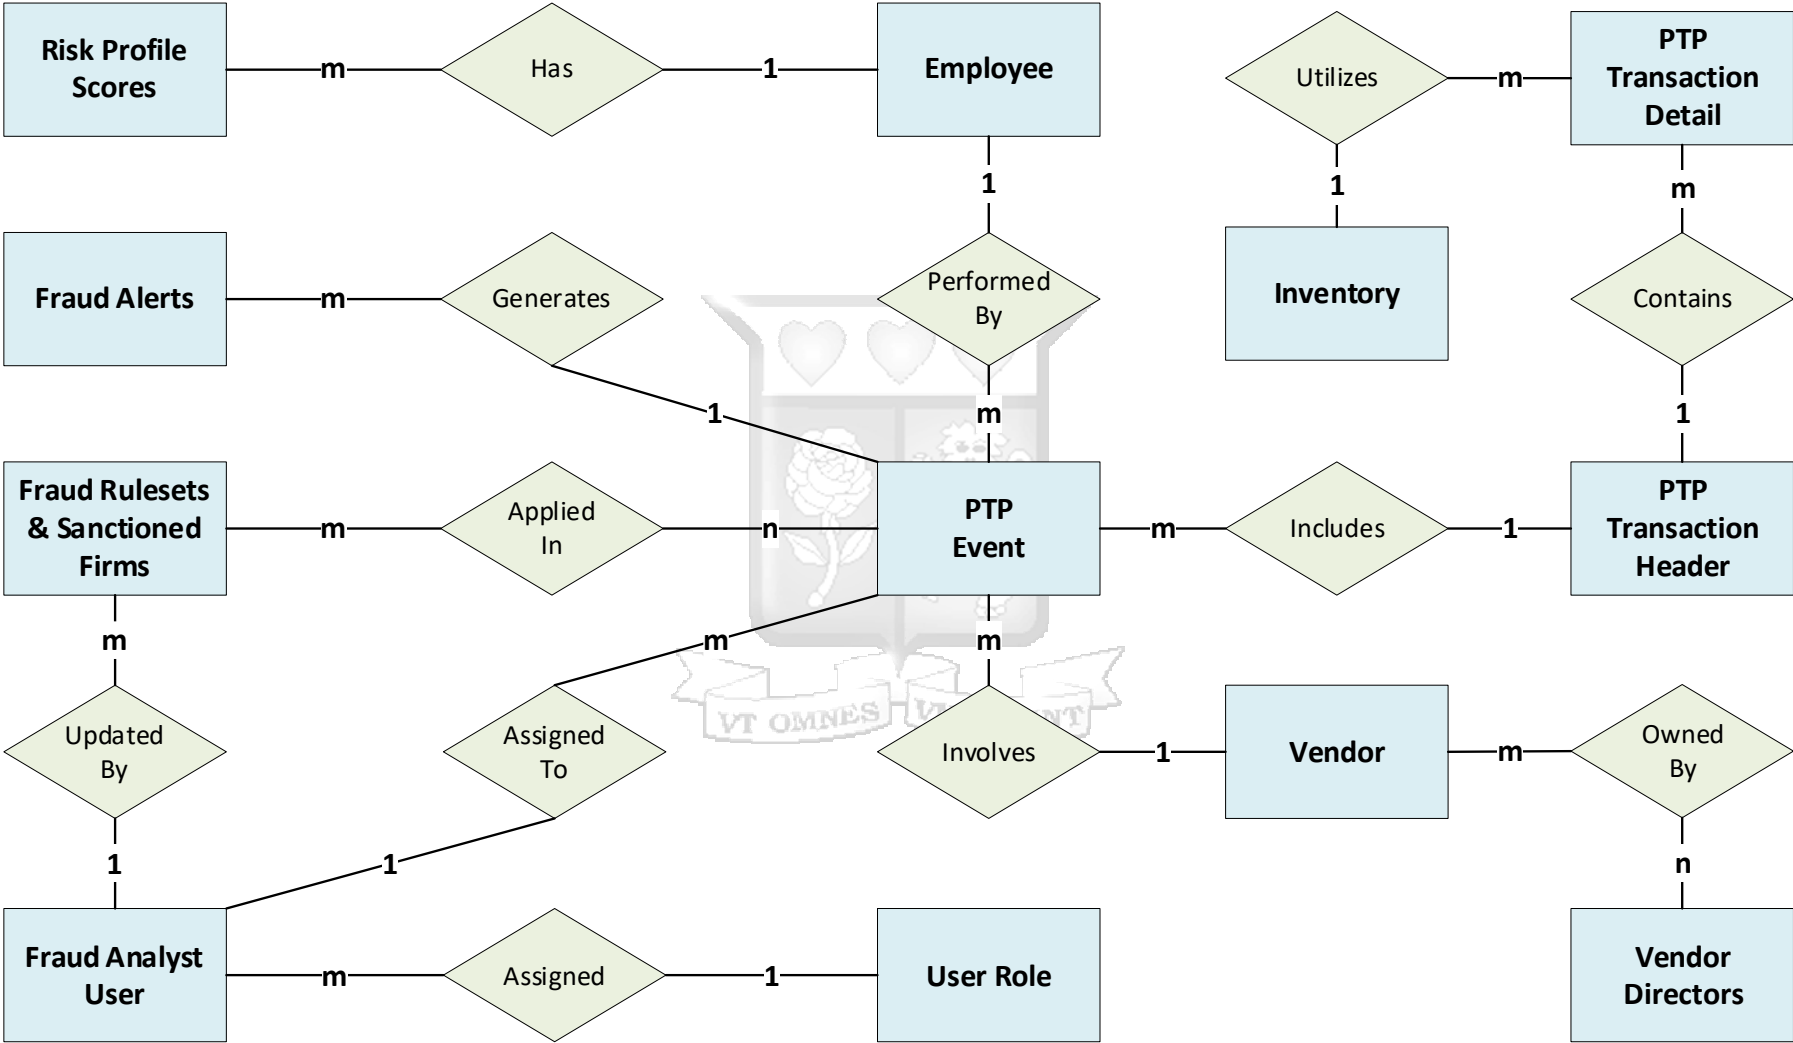 Risk Profile
Scores
m
Has
1
Employee
Utilizes
m
PTP
Transaction
Detail
1
1
m
Fraud Alerts
m
Generates
Performed
By
Inventory
Contains
1
m
1
Fraud Rulesets
& Sanctioned
Firms
m
Applied
In
n
PTP
Event
m
Includes
1
PTP
Transaction
Header
m
m
m
VT OMNES
Updated
By
Assigned
To
Involves
1
Vendor
m
Owned
By
1
1
n
Fraud Analyst
User
m
Assigned
1
User Role
Vendor
Directors